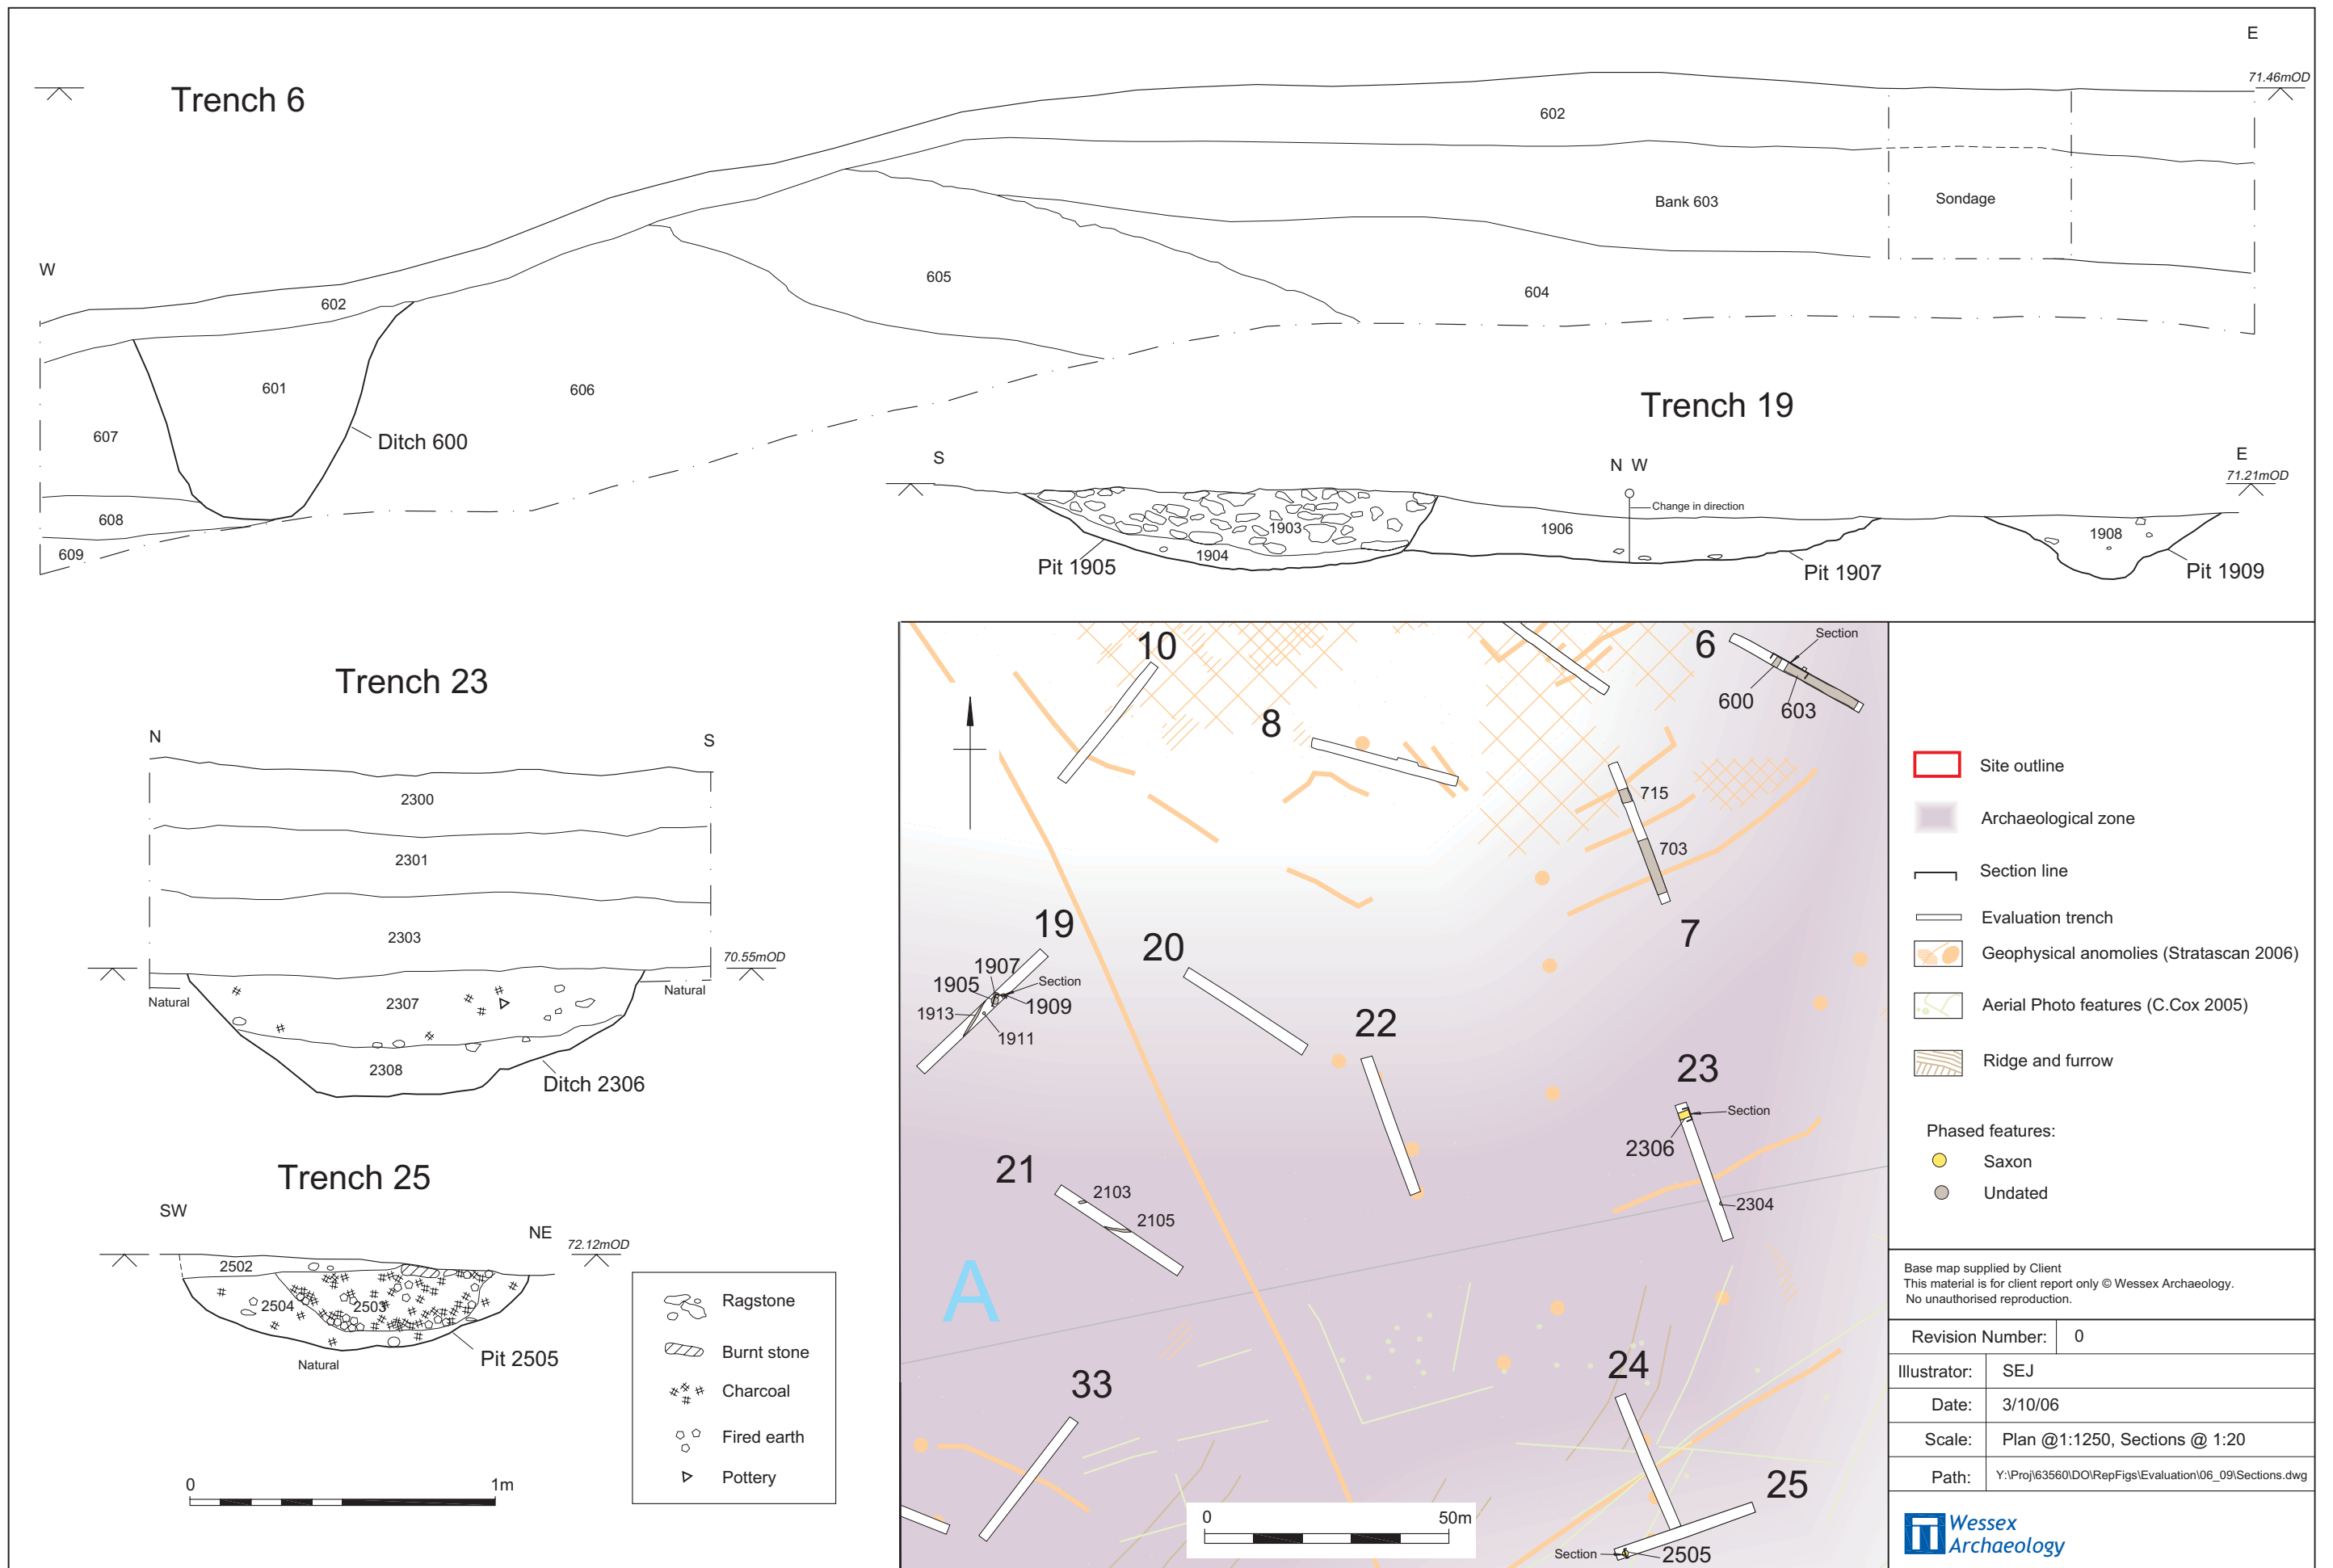 Trench 6
E
71.46mOD
602
Bank 603
Sondage
W
602
605
604
601
606
607
Ditch 600
608
609
Trench 19
S
N W
E
71.21mOD
Change in direction
1903
1906
1908
1904
Pit 1905
Pit 1907
Pit 1909
Trench 23
N
S
2300
2301
2303
70.55mOD
Natural
Natural
2307
2308
Ditch 2306
Trench 25
SW
NE
72.12mOD
2502
2504
2503
Natural
Pit 2505
0
1m
Ragstone
Burnt stone
Charcoal
Fired earth
Pottery
10
6
Section
600
603
8
715
703
7
19
20
1907
1905
Section
1913
1909
1911
22
23
Section
2306
21
2103
2105
2304
A
33
24
25
0
50m
Section
2505
Site outline
Archaeological zone
Section line
Evaluation trench
Geophysical anomolies (Stratascan 2006)
Aerial Photo features (C.Cox 2005)
Ridge and furrow
Phased features:
Saxon
Undated
Base map supplied by Client
This material is for client report only © Wessex Archaeology.
No unauthorised reproduction.
Revision Number: 0
Illustrator: SEJ
Date: 3/10/06
Scale: Plan @1:1250, Sections @ 1:20
Path: Y:\Proj\63560\DO\RepFigs\Evaluation\06_09\Sections.dwg
Wessex
Archaeology